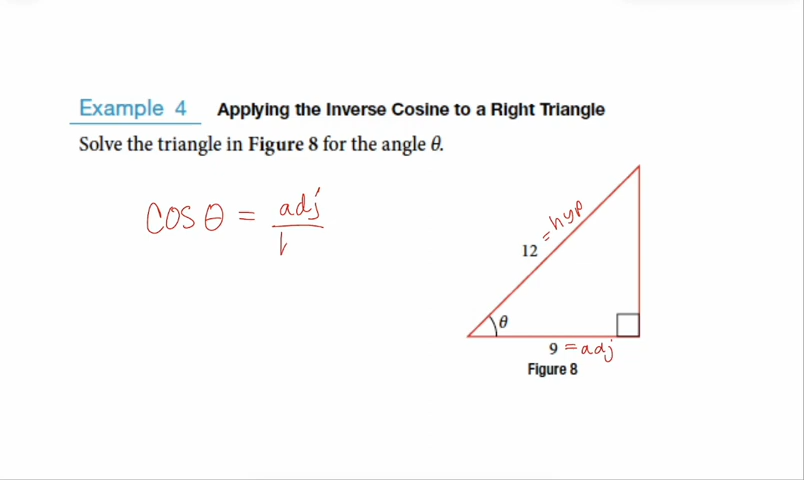 Example 4 Applying the Inverse Cosine to a Right Triangle
Solve the triangle in Figure 8 for the angle θ.
cos θ = adj
12 = hyp
θ
9 = adj
Figure 8